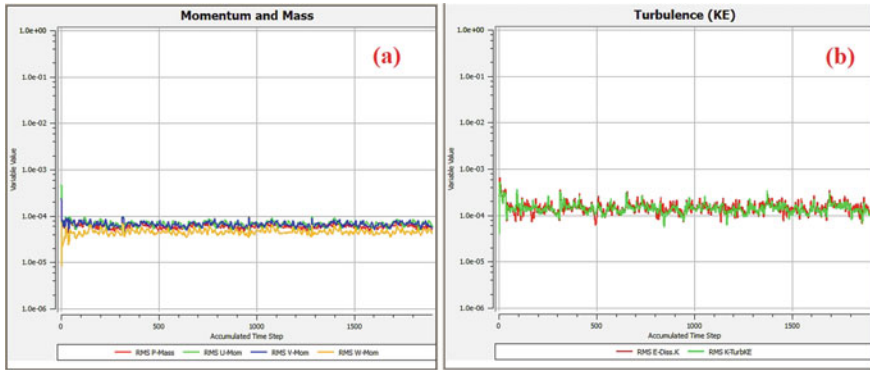 Momentum and Mass
(a)
1.0e+00
1.0e-01
1.0e-02
1.0e-03
1.0e-04
1.0e-05
1.0e-06
Variable Value
0
500
1000
1500
Accumulated Time Step
RMS P-Mass
RMS U-Mom
RMS V-Mom
RMS W-Mom
Turbulence (KE)
(b)
1.0e+00
1.0e-01
1.0e-02
1.0e-03
1.0e-04
1.0e-05
1.0e-06
Variable Value
0
500
1000
1500
Accumulated Time Step
RMS E-Diss.K
RMS K-TurbKE